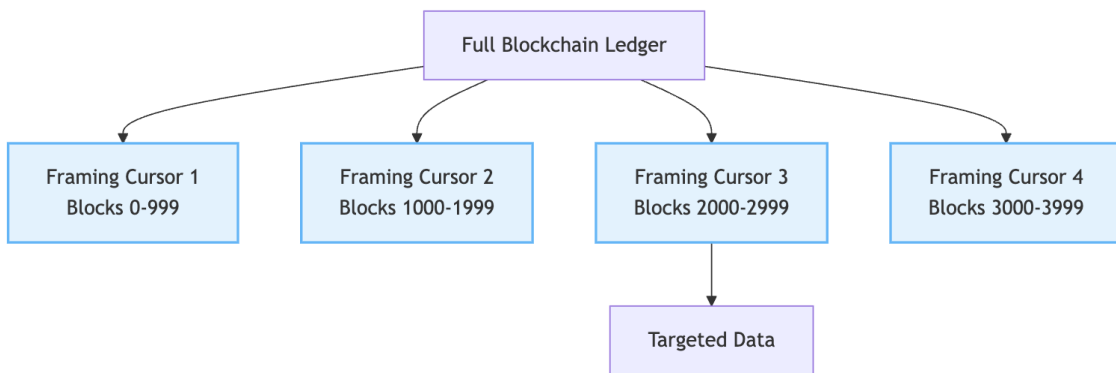 Full Blockchain Ledger
Framing Cursor 1
Blocks 0-999
Framing Cursor 2
Blocks 1000-1999
Framing Cursor 3
Blocks 2000-2999
Framing Cursor 4
Blocks 3000-3999
Targeted Data